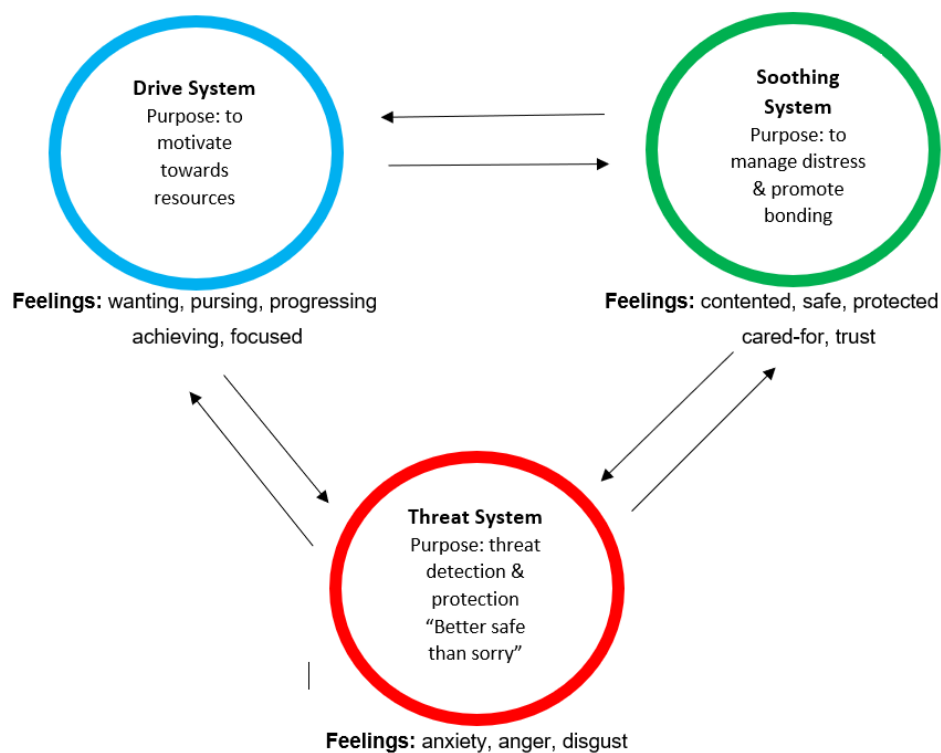 Drive System
Purpose: to
motivate
towards
resources
Soothing
System
Purpose: to
manage distress
& promote
bonding
Feelings: wanting, pursing, progressing
achieving, focused
Feelings: contented, safe, protected
cared-for, trust
Threat System
Purpose: threat
detection &
protection
“Better safe
than sorry”
Feelings: anxiety, anger, disgust